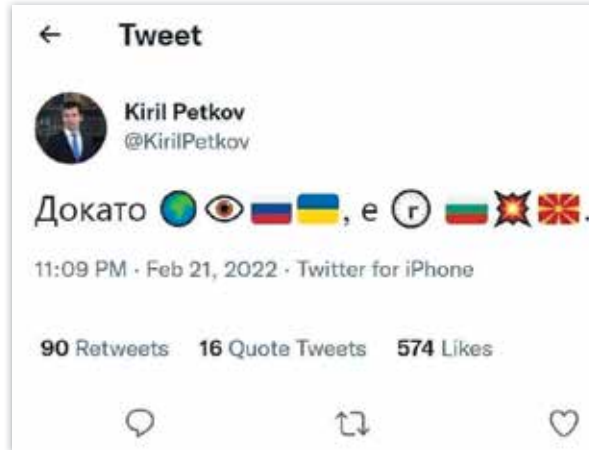 Tweet
Kiril Petkov
@KirilPetkov
Докато 🌍👁️🇷🇺🇺🇦, е ⓡ 🇧🇬💥🇲🇰.
11:09 PM · Feb 21, 2022 · Twitter for iPhone
90 Retweets 16 Quote Tweets 574 Likes